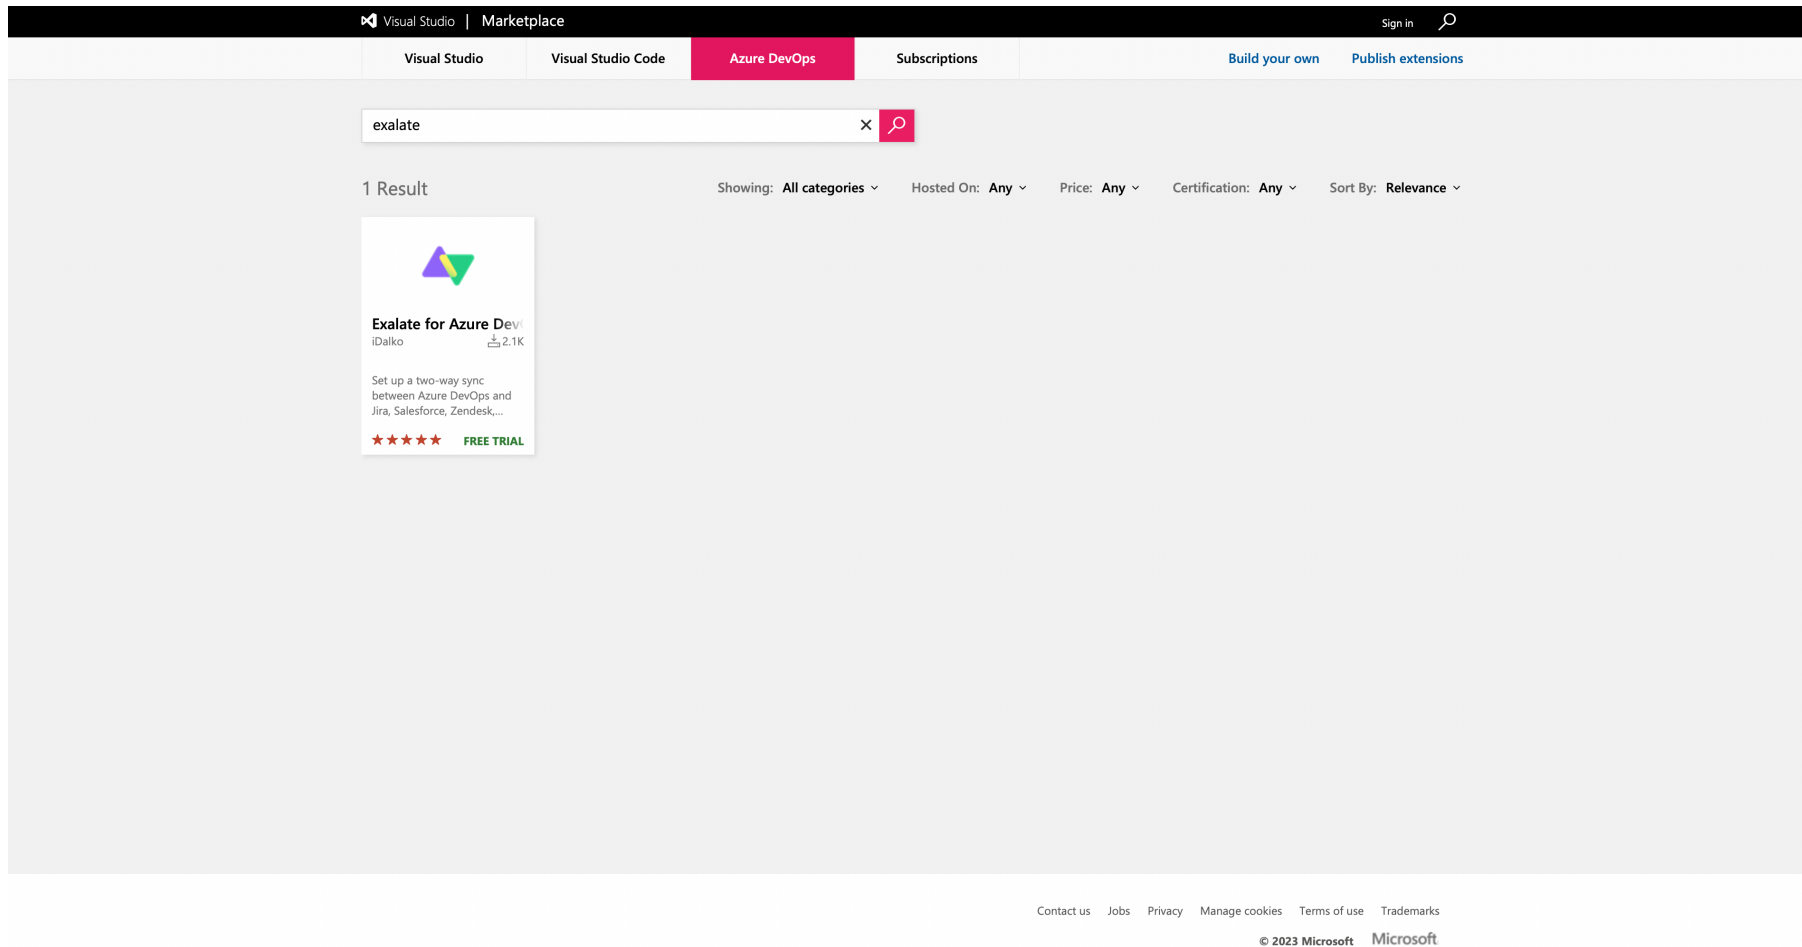 Visual Studio | Marketplace
Sign in
Visual Studio
Visual Studio Code
Azure DevOps
Subscriptions
Build your own
Publish extensions
exalate
1 Result
Showing: All categories
Hosted On: Any
Price: Any
Certification: Any
Sort By: Relevance
Exalate for Azure Dev
iDalko
2.1K
Set up a two-way sync
between Azure DevOps and
Jira, Salesforce, Zendesk,...
FREE TRIAL
Contact us
Jobs
Privacy
Manage cookies
Terms of use
Trademarks
© 2023 Microsoft
Microsoft